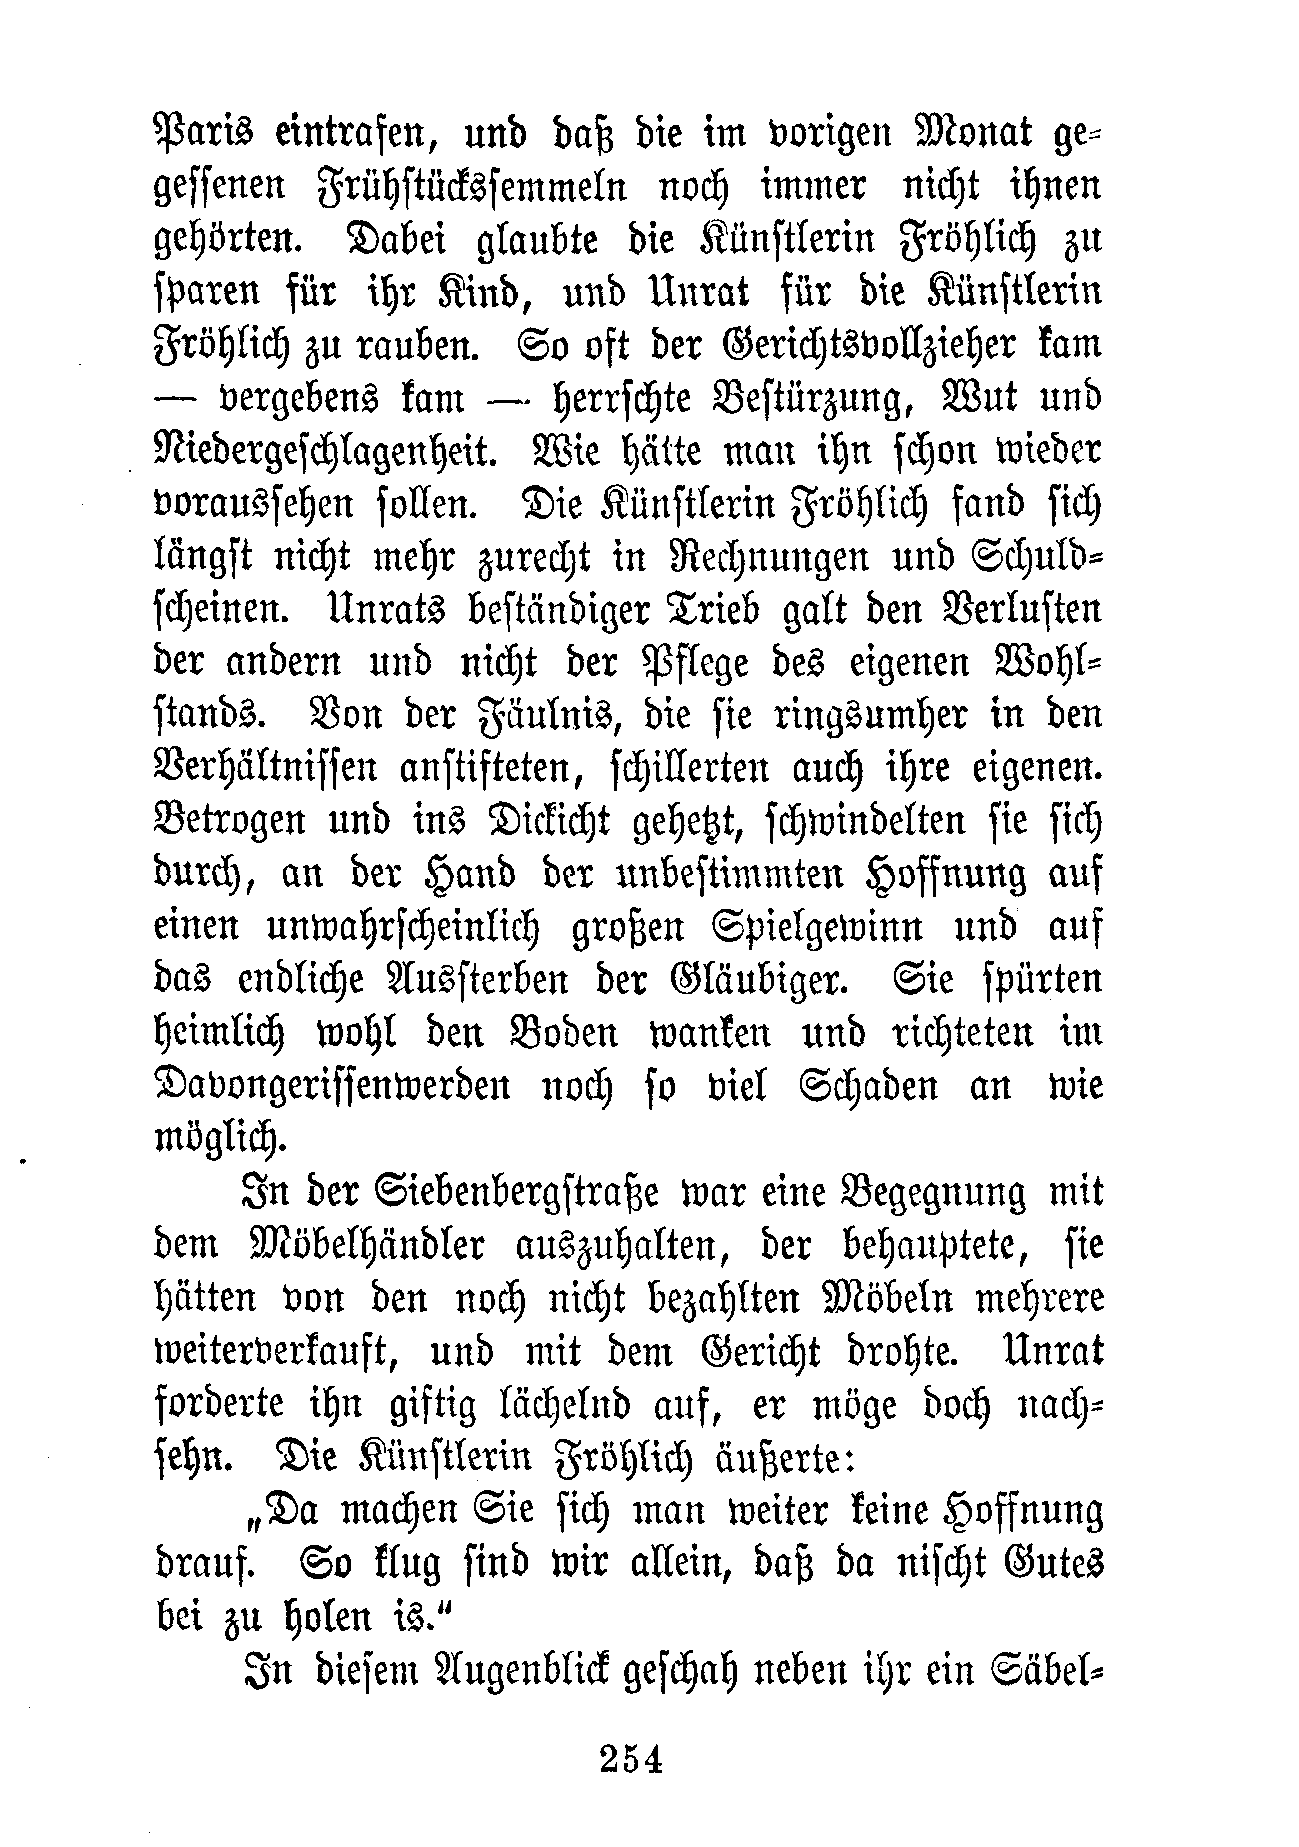 Paris eintrafen, und daß die im vorigen Monat ge-
gessenen Frühstückssemmeln noch immer nicht ihnen
gehörten. Dabei glaubte die Künstlerin Fröhlich zu
sparen für ihr Kind, und Unrat für die Künstlerin
Fröhlich zu rauben. So oft der Gerichtsvollzieher kam
— vergebens kam — herrschte Bestürzung, Wut und
Niedergeschlagenheit. Wie hätte man ihn schon wieder
voraussehen sollen. Die Künstlerin Fröhlich fand sich
längst nicht mehr zurecht in Rechnungen und Schuld-
scheinen. Unrats beständiger Trieb galt den Verlusten
der andern und nicht der Pflege des eigenen Wohl-
stands. Von der Fäulnis, die sie ringsumher in den
Verhältnissen anstifteten, schillerten auch ihre eigenen.
Betrogen und ins Dickicht gehetzt, schwindelten sie sich
durch, an der Hand der unbestimmten Hoffnung auf
einen unwahrscheinlich großen Spielgewinn und auf
das endliche Aussterben der Gläubiger. Sie spürten
heimlich wohl den Boden wanken und richteten im
Davongerissenwerden noch so viel Schaden an wie
möglich.
In der Siebenbergstraße war eine Begegnung mit
dem Möbelhändler auszuhalten, der behauptete, sie
hätten von den noch nicht bezahlten Möbeln mehrere
weiterverkauft, und mit dem Gericht drohte. Unrat
forderte ihn giftig lächelnd auf, er möge doch nach-
sehn. Die Künstlerin Fröhlich äußerte:
„Da machen Sie sich man weiter keine Hoffnung
drauf. So klug sind wir allein, daß da nischt Gutes
bei zu holen is.“
In diesem Augenblick geschah neben ihr ein Säbel-
254